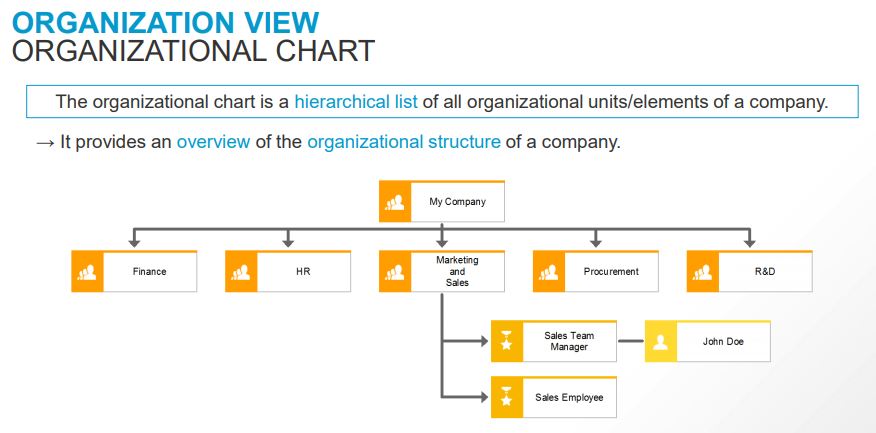 ORGANIZATION VIEW
ORGANIZATIONAL CHART
The organizational chart is a hierarchical list of all organizational units/elements of a company.
→ It provides an overview of the organizational structure of a company.
My Company
Finance
HR
Marketing
and
Sales
Procurement
R&D
Sales Team
Manager
John Doe
Sales Employee